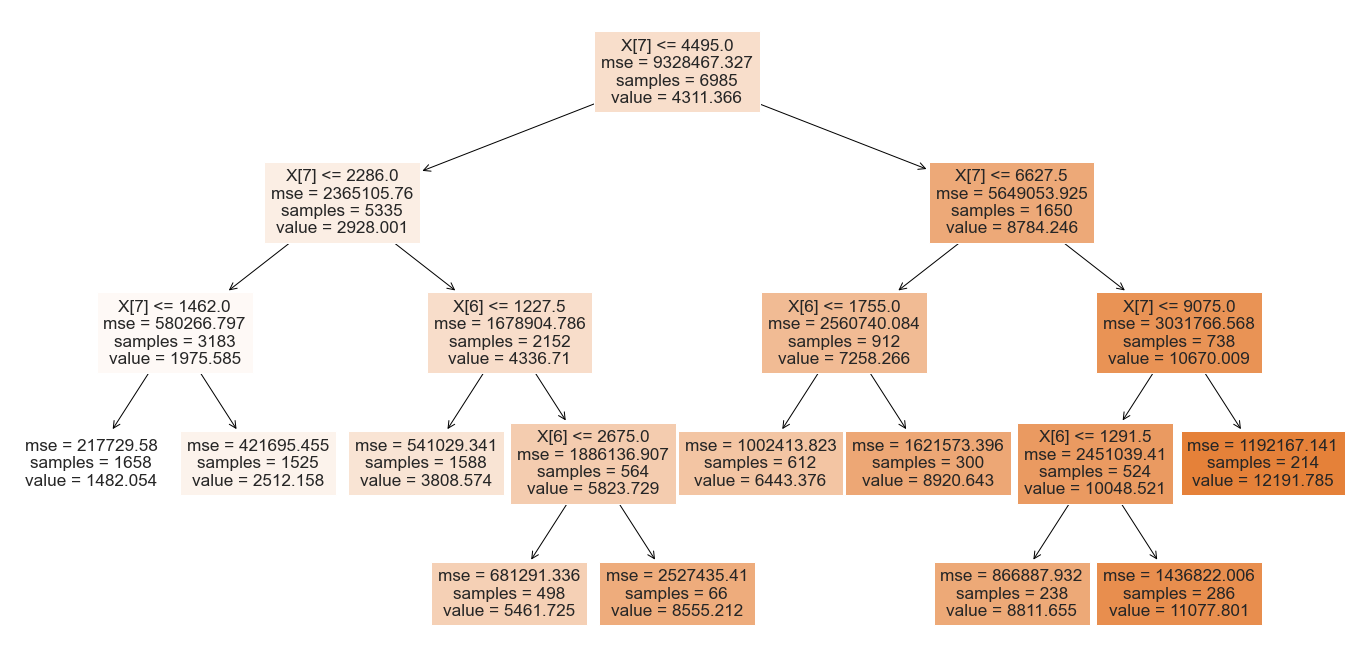 X[7] <= 4495.0
mse = 9328467.327
samples = 6985
value = 4311.366
X[7] <= 2286.0
mse = 2365105.76
samples = 5335
value = 2928.001
X[7] <= 6627.5
mse = 5649053.925
samples = 1650
value = 8784.246
X[7] <= 1462.0
mse = 580266.797
samples = 3183
value = 1975.585
X[6] <= 1227.5
mse = 1678904.786
samples = 2152
value = 4336.71
X[6] <= 1755.0
mse = 2560740.084
samples = 912
value = 7258.266
X[7] <= 9075.0
mse = 3031766.568
samples = 738
value = 10670.009
mse = 217729.58
samples = 1658
value = 1482.054
mse = 421695.455
samples = 1525
value = 2512.158
mse = 541029.341
samples = 1588
value = 3808.574
X[6] <= 2675.0
mse = 1886136.907
samples = 564
value = 5823.729
mse = 1002413.823
samples = 612
value = 6443.376
mse = 1621573.396
samples = 300
value = 8920.643
X[6] <= 1291.5
mse = 2451039.41
samples = 524
value = 10048.521
mse = 1192167.141
samples = 214
value = 12191.785
mse = 681291.336
samples = 498
value = 5461.725
mse = 2527435.41
samples = 66
value = 8555.212
mse = 866887.932
samples = 238
value = 8811.655
mse = 1436822.006
samples = 286
value = 11077.801